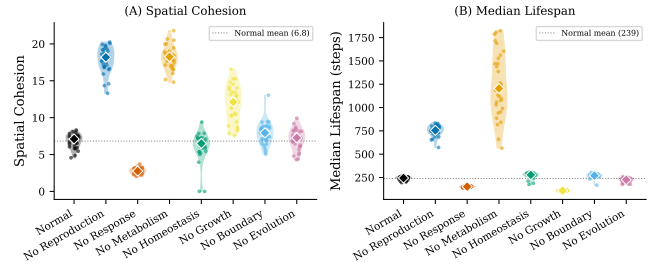 (A) Spatial Cohesion
Normal mean (6.8)
Spatial Cohesion
20
15
10
5
0
Normal
No Reproduction
No Response
No Metabolism
No Homeostasis
No Growth
No Boundary
No Evolution
(B) Median Lifespan
Normal mean (239)
Median Lifespan (steps)
1750
1500
1250
1000
750
500
250
Normal
No Reproduction
No Response
No Metabolism
No Homeostasis
No Growth
No Boundary
No Evolution